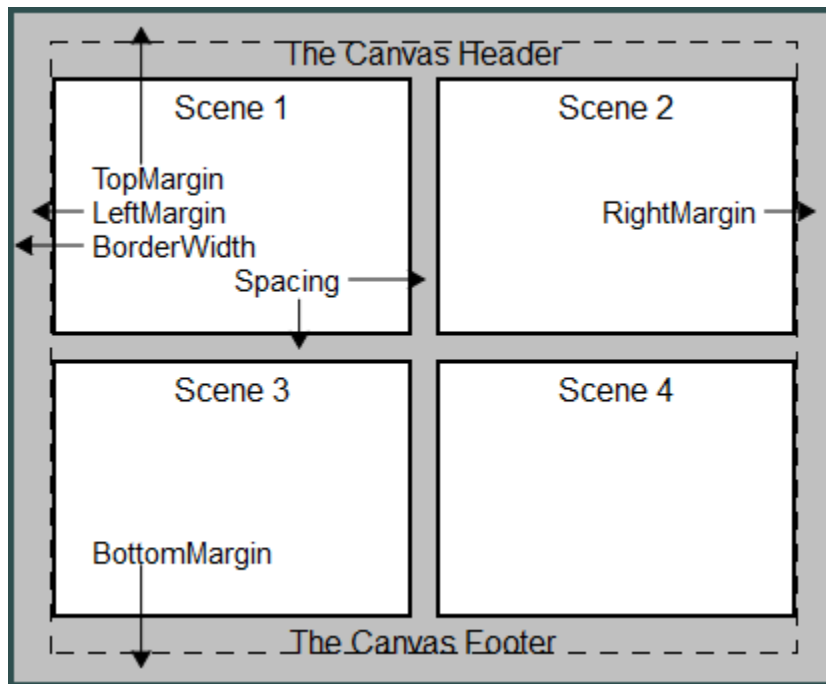 The Canvas Header
Scene 1
Scene 2
TopMargin
LeftMargin
RightMargin
BorderWidth
Spacing
Scene 3
Scene 4
BottomMargin
The Canvas Footer